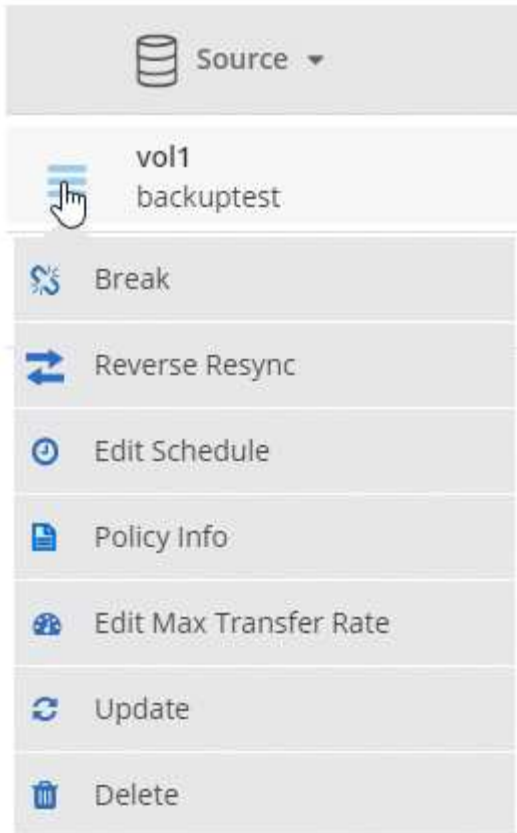 Source
vol1
backuptest
Break
Reverse Resync
Edit Schedule
Policy Info
Edit Max Transfer Rate
Update
Delete